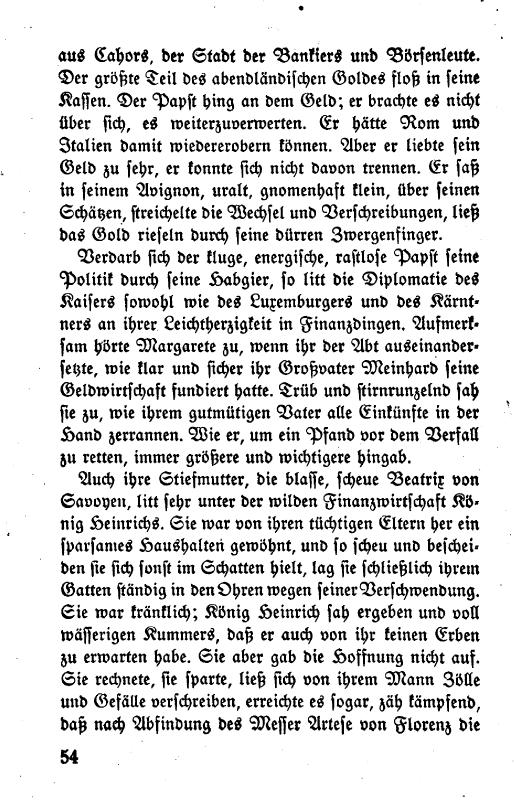 aus Cahors, der Stadt der Bankiers und Börsenleute.
Der größte Teil des abendländischen Goldes floß in seine
Kassen. Der Papst hing an dem Geld; er brachte es nicht
über sich, es weiterzuverwerten. Er hätte Rom und
Italien damit wiedererobern können. Aber er liebte sein
Geld zu sehr, er konnte sich nicht davon trennen. Er saß
in seinem Avignon, uralt, gnomenhaft klein, über seinen
Schätzen, streichelte die Wechsel und Verschreibungen, ließ
das Gold rieseln durch seine dürren Zwergenfinger.
Verdarb sich der kluge, energische, rastlose Papst seine
Politik durch seine Habgier, so litt die Diplomatie des
Kaisers sowohl wie des Luxemburgers und des Kärnt-
ners an ihrer Leichtherzigkeit in Finanzdingen. Aufmerk-
sam hörte Margarete zu, wenn ihr der Abt auseinander-
setzte, wie klar und sicher ihr Großvater Meinhard seine
Geldwirtschaft fundiert hatte. Trüb und stirnrunzelnd sah
sie zu, wie ihrem gutmütigen Vater alle Einkünfte in der
Hand zerrannen. Wie er, um ein Pfand vor dem Verfall
zu retten, immer größere und wichtigere hingab.
Auch ihre Stiefmutter, die blasse, scheue Beatrix von
Savoyen, litt sehr unter der wilden Finanzwirtschaft Kö-
nig Heinrichs. Sie war von ihren tüchtigen Eltern her ein
sparsames Haushalten gewöhnt, und so scheu und beschei-
den sie sich sonst im Schatten hielt, lag sie schließlich ihrem
Gatten ständig in den Ohren wegen seiner Verschwendung.
Sie war kränklich; König Heinrich sah ergeben und voll
wässerigen Kummers, daß er auch von ihr keinen Erben
zu erwarten habe. Sie aber gab die Hoffnung nicht auf.
Sie rechnete, sie sparte, ließ sich von ihrem Mann Zölle
und Gefälle verschreiben, erreichte es sogar, zäh kämpfend,
daß nach Abfindung des Messer Artese von Florenz die
54